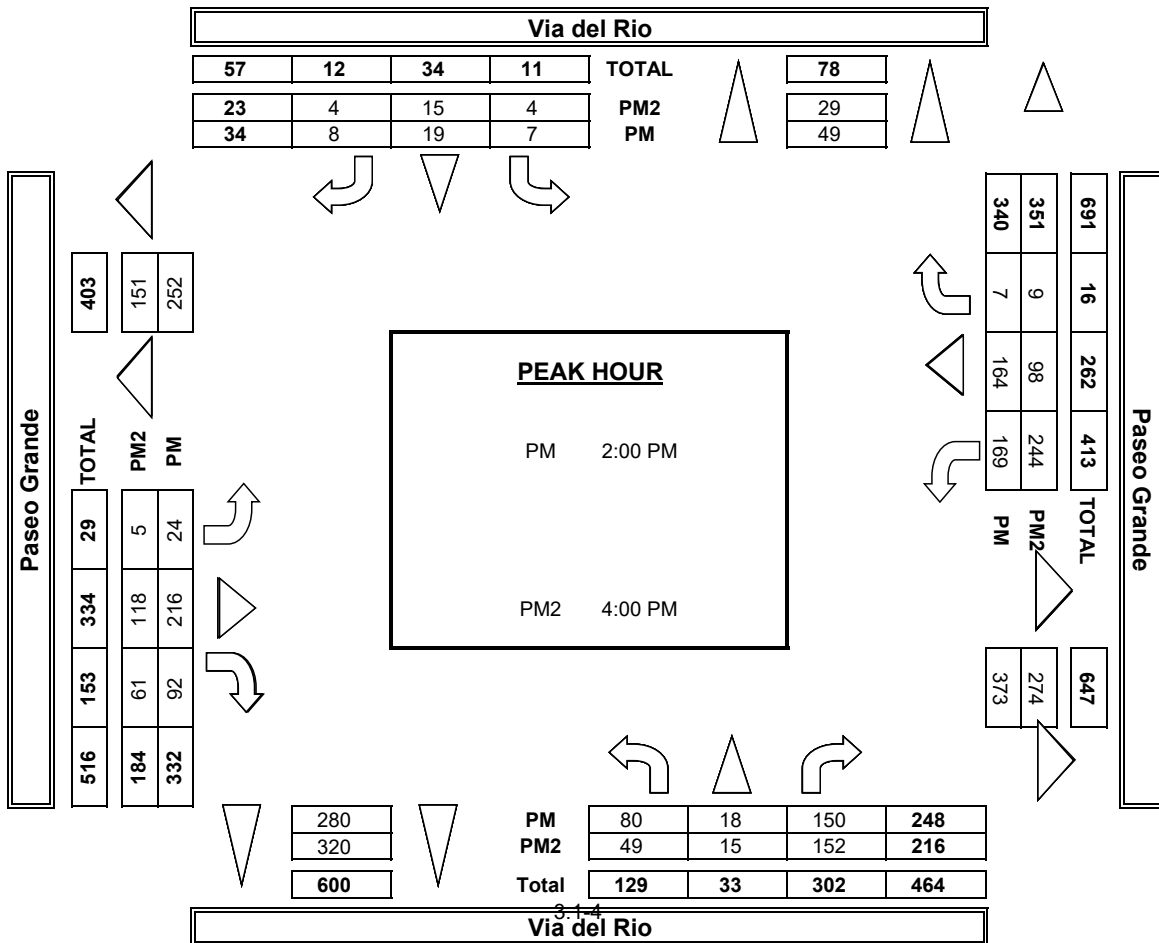 Via del Rio
57 12 34 11 TOTAL 78
23 4 15 4 PM2 29
34 8 19 7 PM 49
Paseo Grande
403
151
252
TOTAL
PM2
PM
29 5 24
334 118 216
153 61 92
516 184 332
PEAK HOUR
PM 2:00 PM
PM2 4:00 PM
340 351 691
7 9 16
164 98 262
169 244 413
PM PM2 TOTAL
373 274 647
Paseo Grande
280 PM 80 18 150 248
320 PM2 49 15 152 216
600 Total 129 33 302 464
3.1-4
Via del Rio